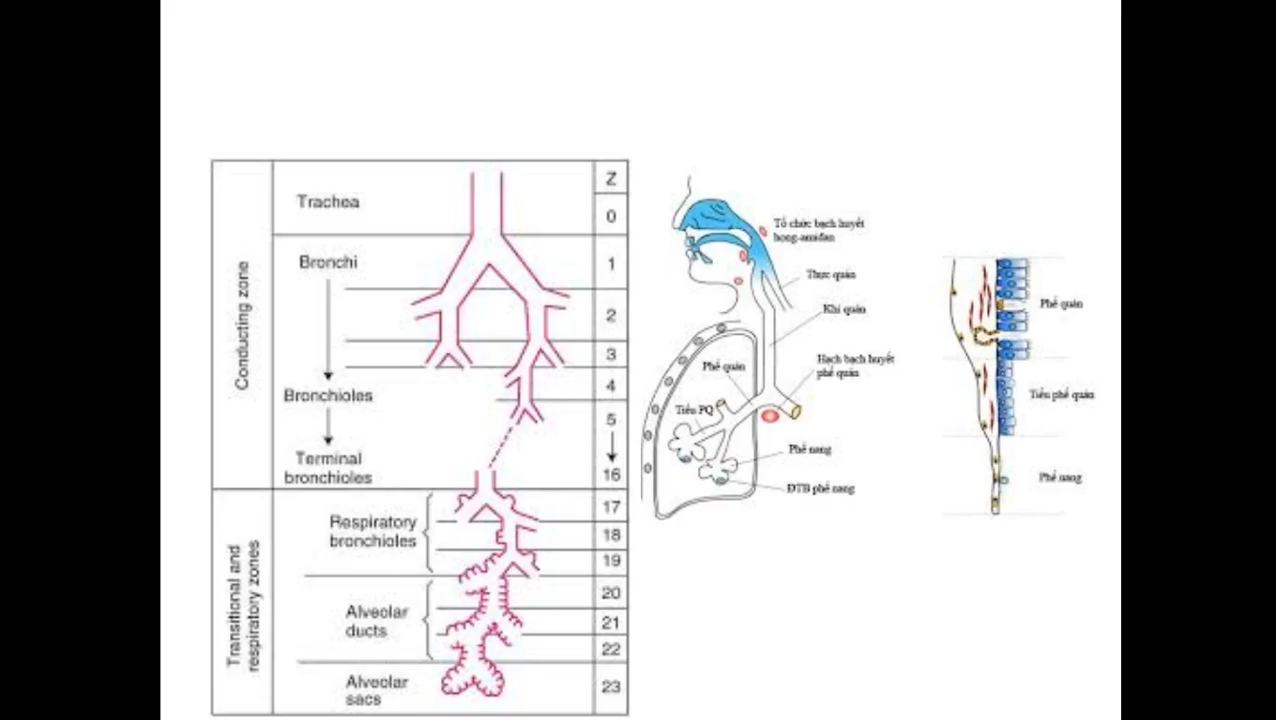 Z
Trachea
0
Bronchi
1
2
3
4
Bronchioles
5
Terminal
bronchioles
16
Conducting zone
17
Respiratory
bronchioles
18
19
20
Alveolar
ducts
21
22
Alveolar
sacs
23
Transitional and
respiratory zones
Tổ chức bạch huyết
họng-amiđan
Thực quản
Khí quản
Hạch bạch huyết
phế quản
Phế quản
Tiểu PQ
Phế nang
ĐTB phế nang
Phế quản
Tiểu phế quản
Phế nang